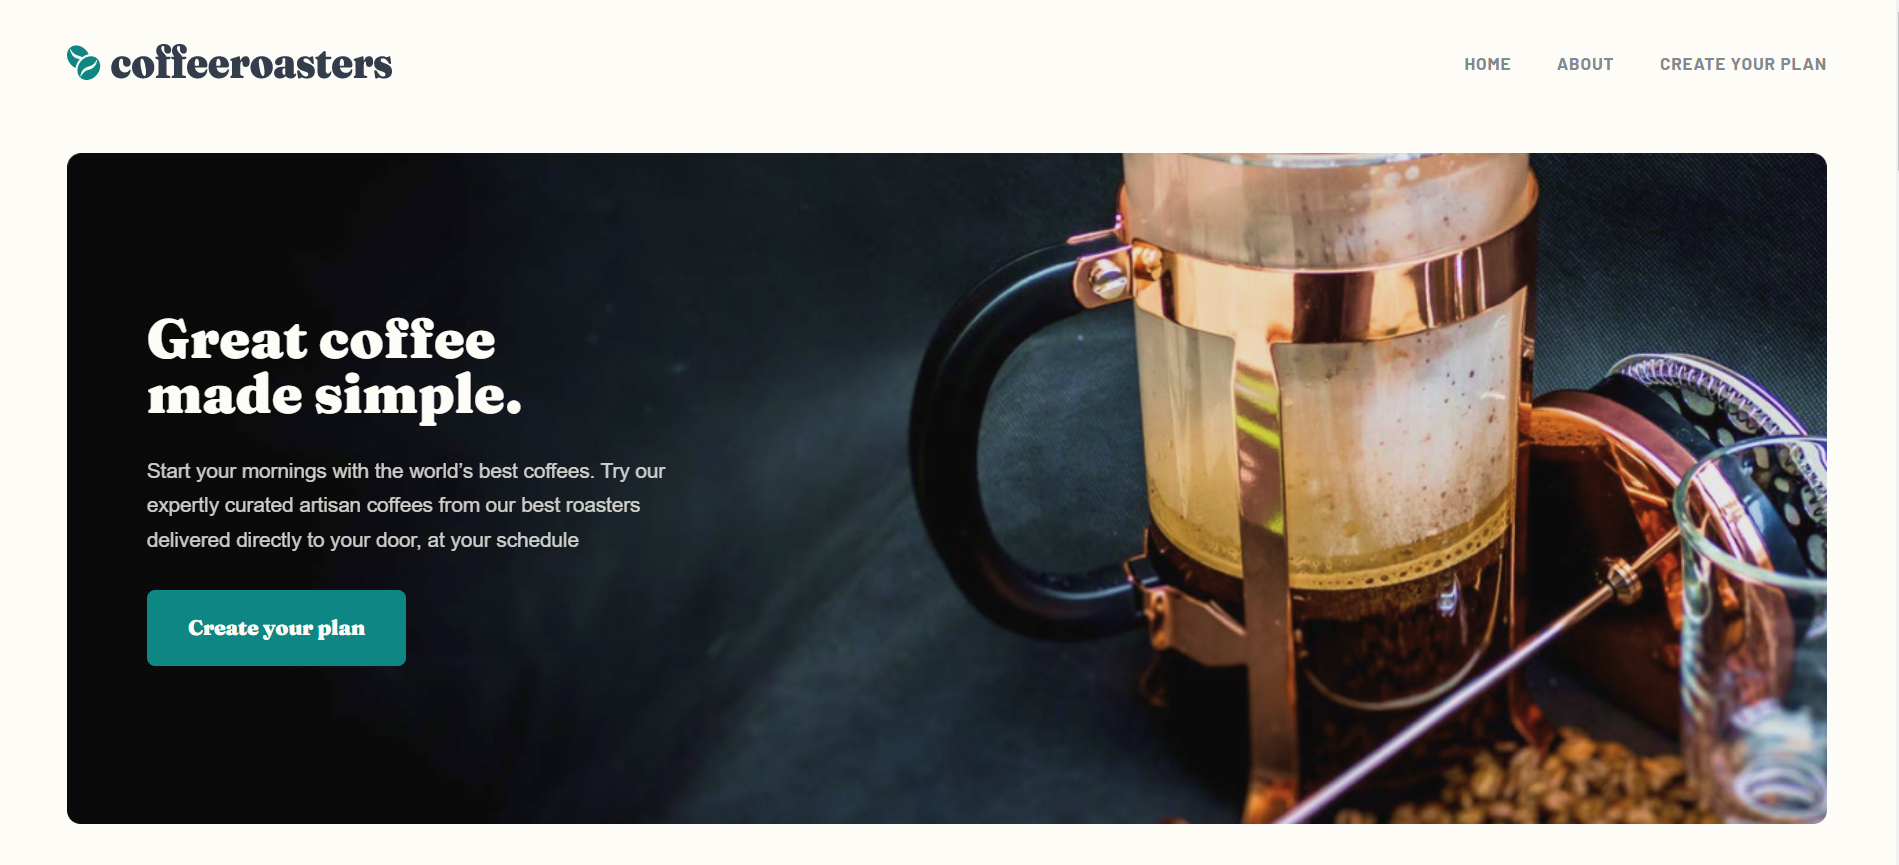 coffeeroasters
HOME ABOUT CREATE YOUR PLAN
Great coffee
made simple.
Start your mornings with the world’s best coffees. Try our
expertly curated artisan coffees from our best roasters
delivered directly to your door, at your schedule
Create your plan